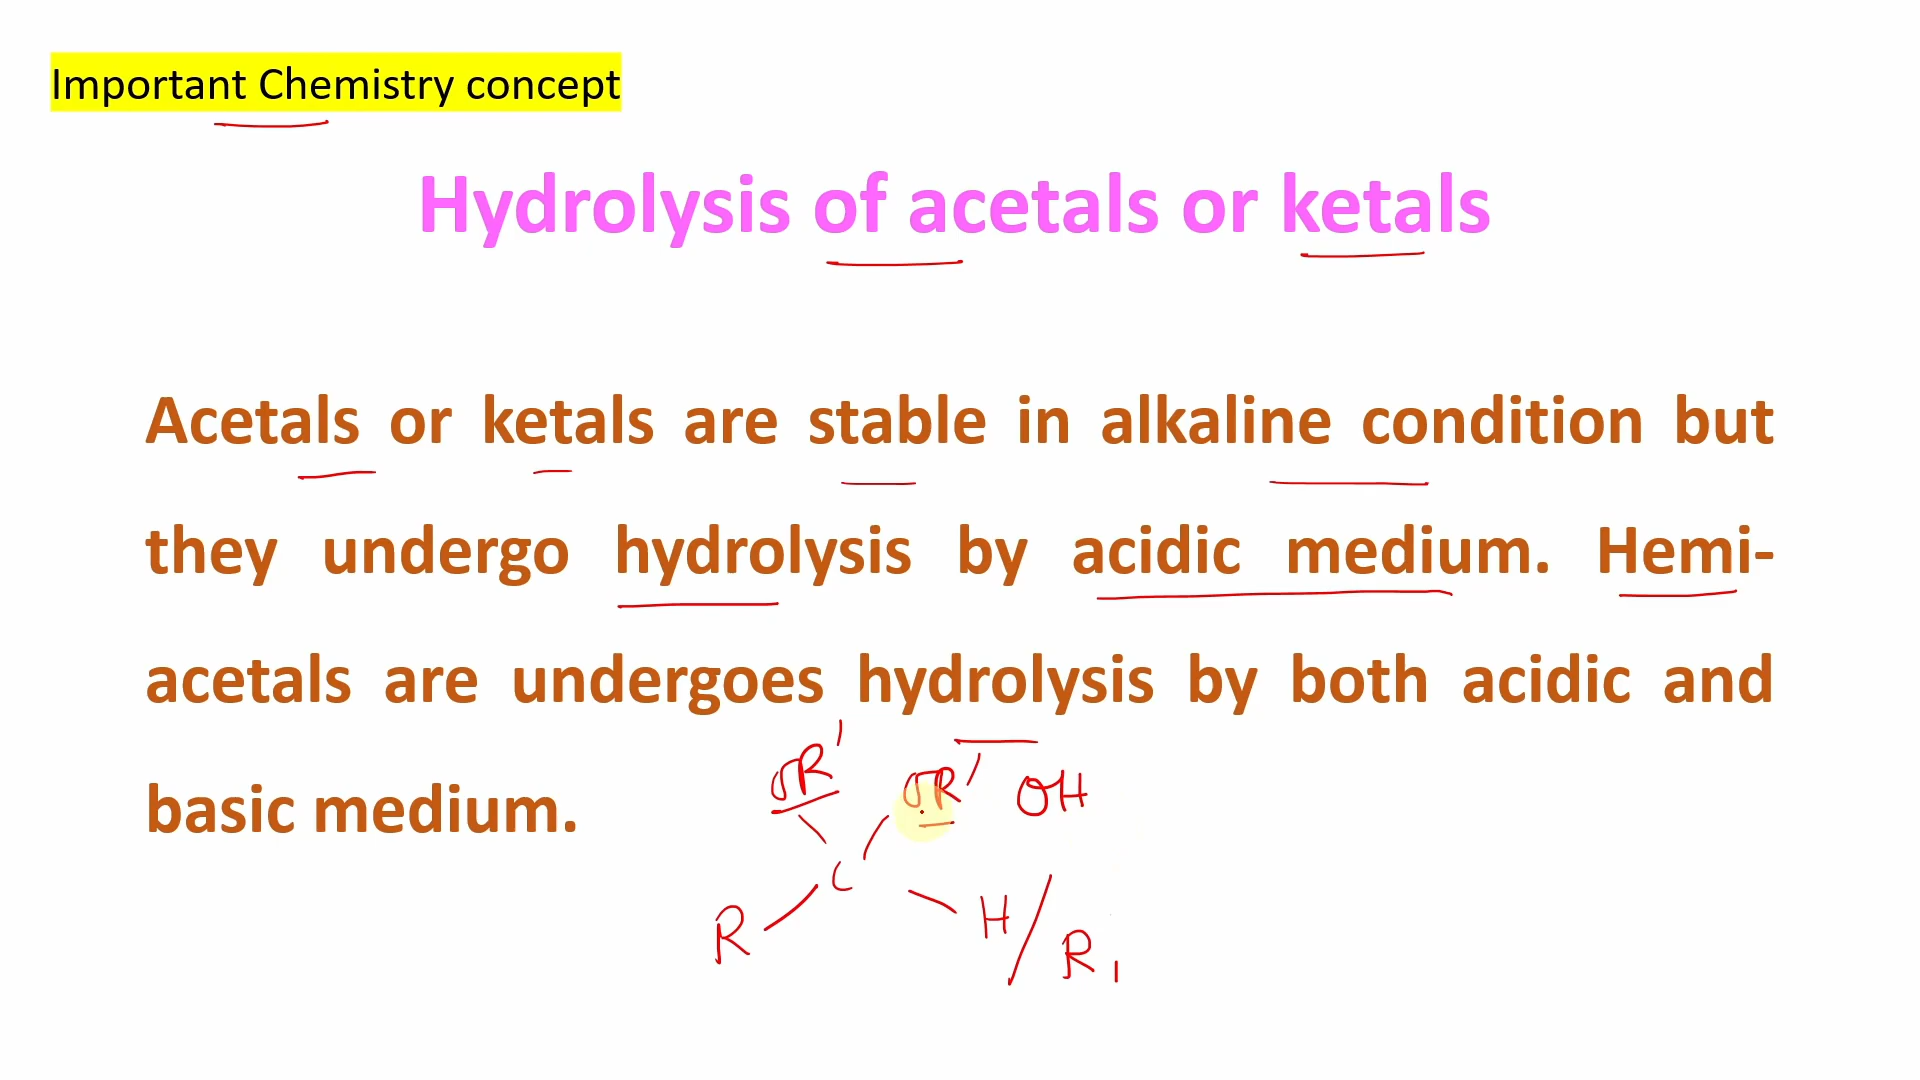 Important Chemistry concept
Hydrolysis of acetals or ketals
Acetals or ketals are stable in alkaline condition but
they undergo hydrolysis by acidic medium. Hemi-
acetals are undergoes hydrolysis by both acidic and
basic medium.
OR' OR' OH
C
R H/R1